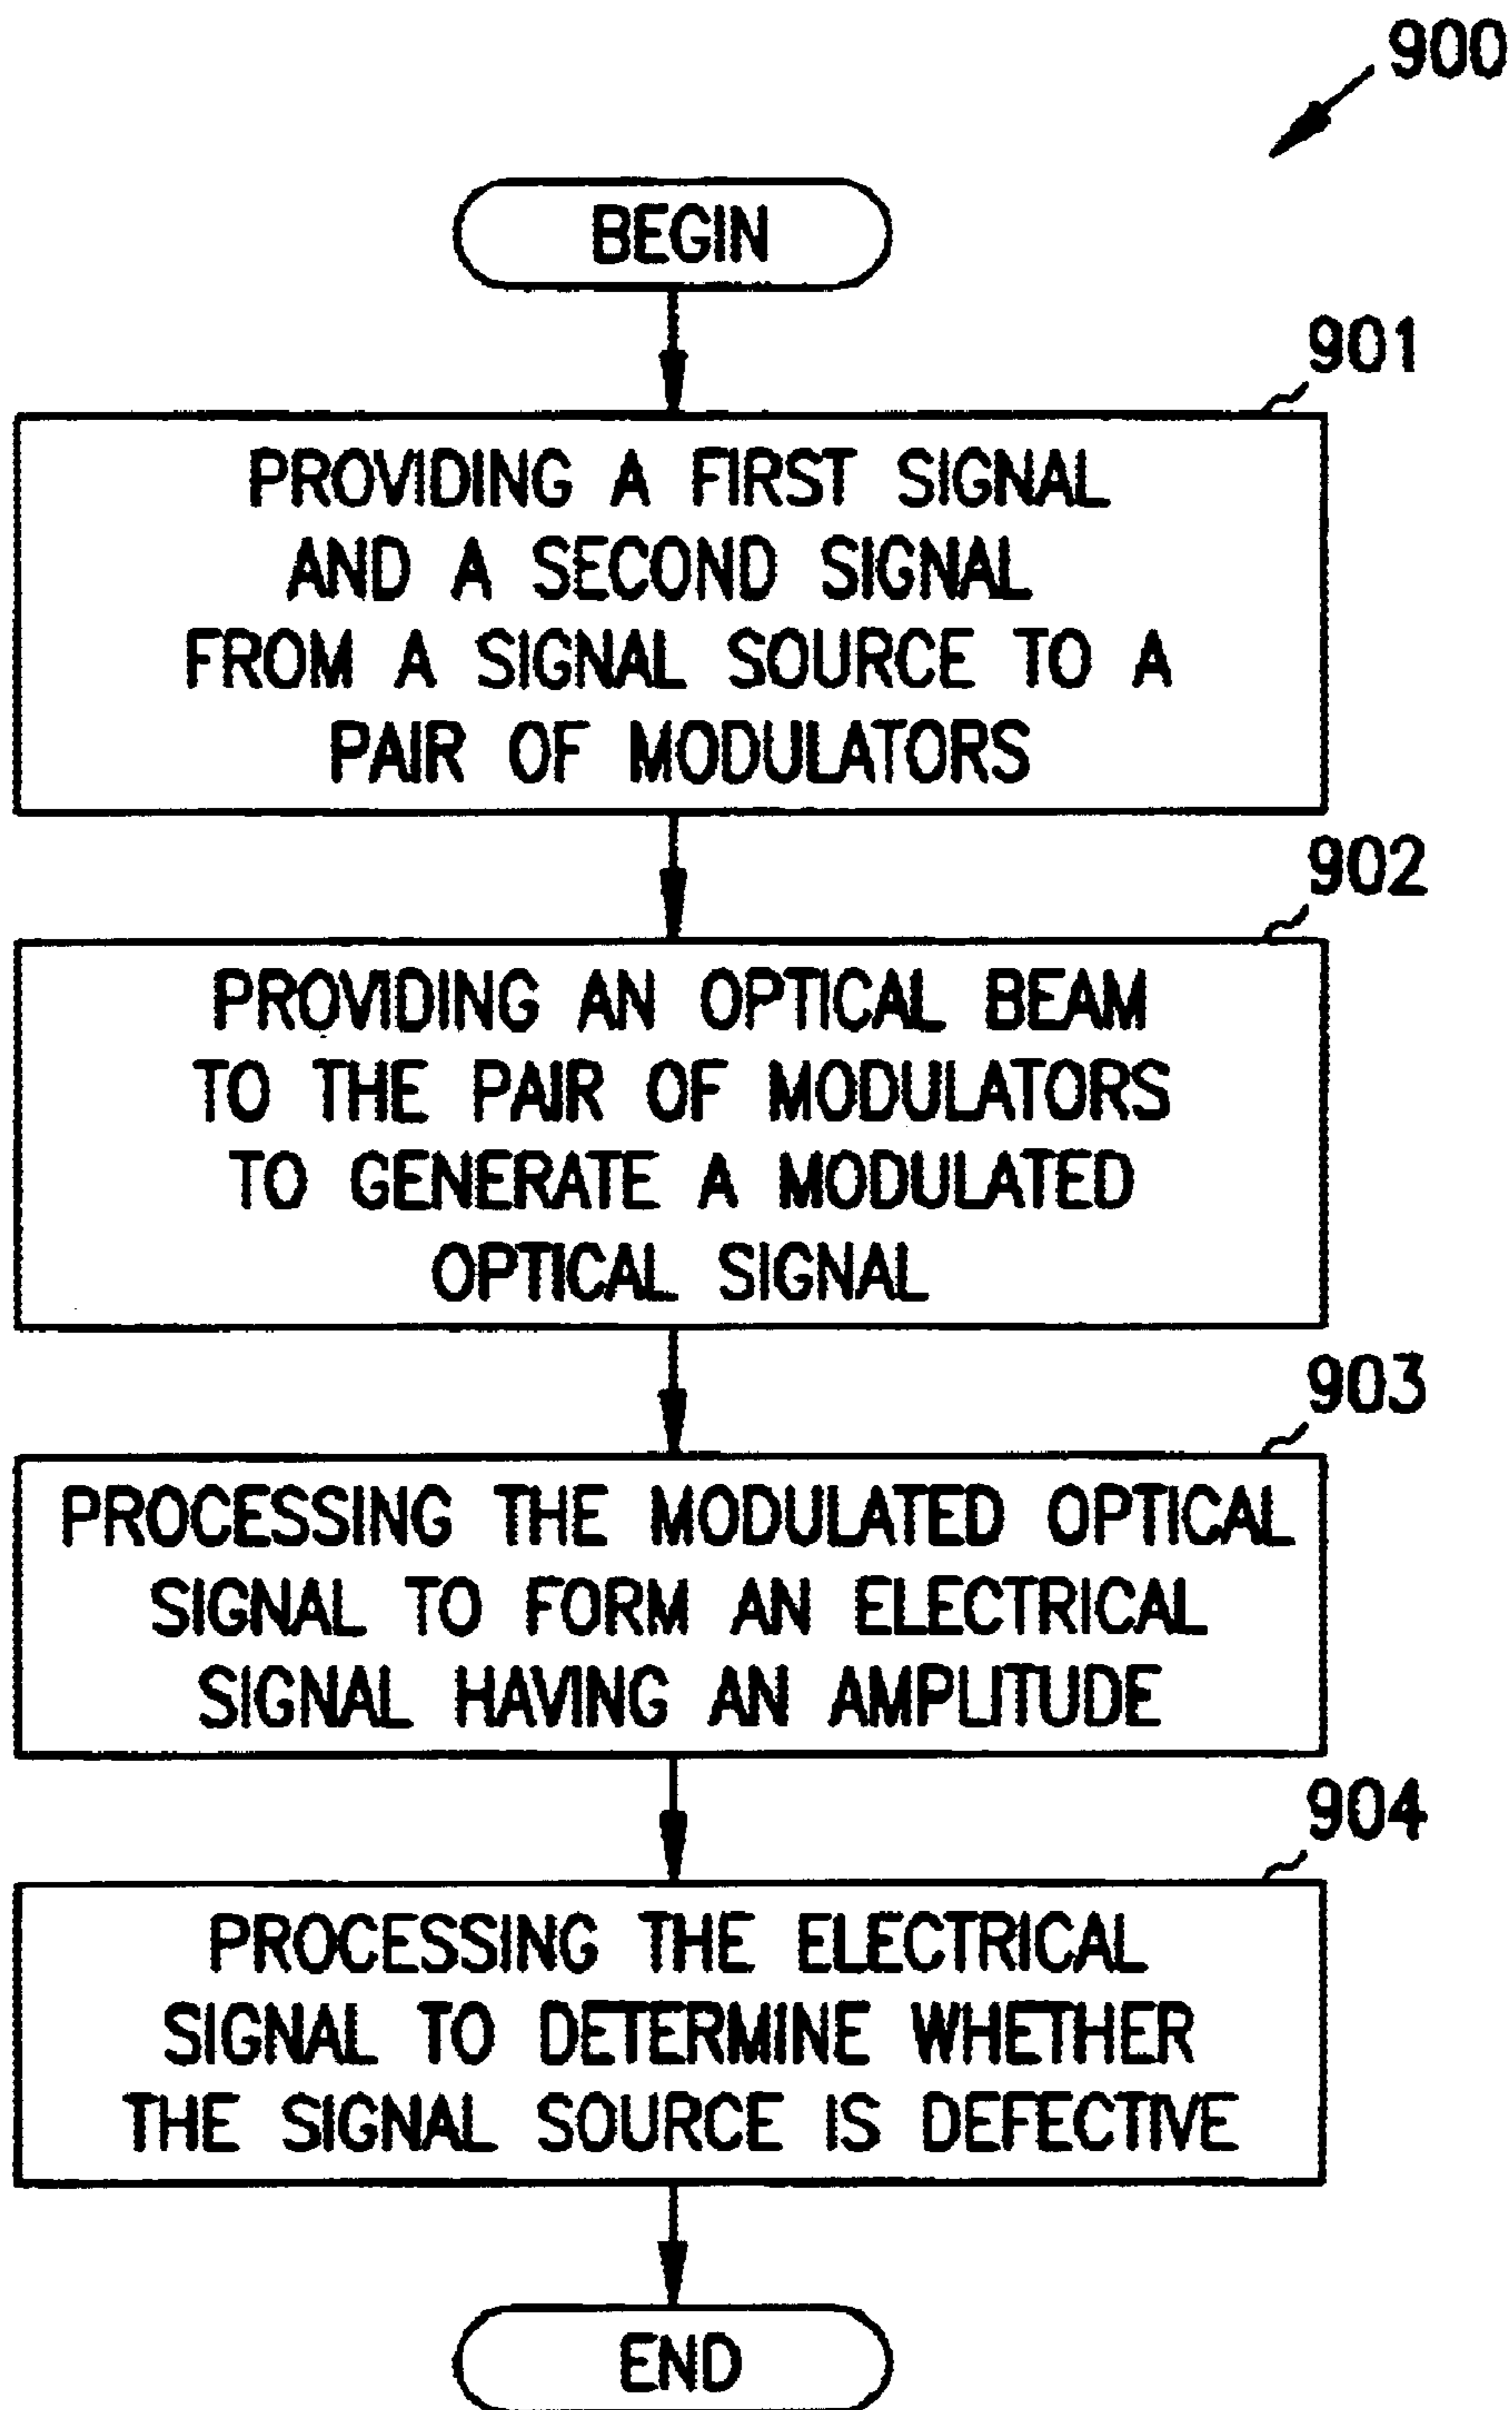 900
BEGIN
901
PROVIDING A FIRST SIGNAL
AND A SECOND SIGNAL
FROM A SIGNAL SOURCE TO A
PAIR OF MODULATORS
902
PROVIDING AN OPTICAL BEAM
TO THE PAIR OF MODULATORS
TO GENERATE A MODULATED
OPTICAL SIGNAL
903
PROCESSING THE MODULATED OPTICAL
SIGNAL TO FORM AN ELECTRICAL
SIGNAL HAVING AN AMPLITUDE
904
PROCESSING THE ELECTRICAL
SIGNAL TO DETERMINE WHETHER
THE SIGNAL SOURCE IS DEFECTIVE
END